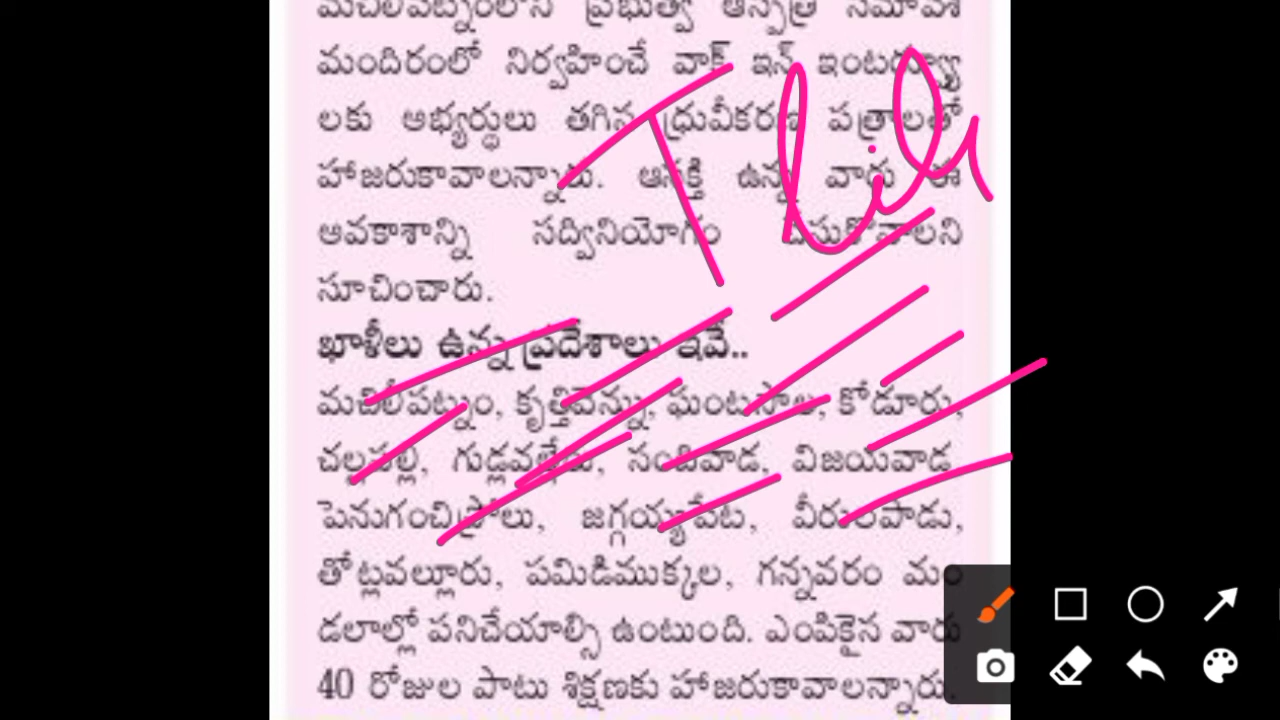 మచిలీపట్నంలోని ప్రభుత్వ ఆస్పత్రి సమావేశ
మందిరంలో నిర్వహించే వాక్ ఇన్ ఇంటర్వ్యూ
లకు అభ్యర్థులు తగిన ధ్రువీకరణ పత్రాలతో
హాజరుకావాలన్నారు. ఆసక్తి ఉన్న వారు ఈ
అవకాశాన్ని సద్వినియోగం చేసుకోవాలని
సూచించారు.
ఖాళీలు ఉన్న ప్రదేశాలు ఇవే..
మచిలీపట్నం, కృత్తివెన్ను, ఘంటసాల, కోడూరు,
చల్లపల్లి, గుడ్లవల్లేరు, నందివాడ, విజయవాడ
పెనుగంచిప్రోలు, జగ్గయ్యపేట, వీరులపాడు,
తోట్లవల్లూరు, పమిడిముక్కల, గన్నవరం మం
డలాల్లో పనిచేయాల్సి ఉంటుంది. ఎంపికైన వారు
40 రోజుల పాటు శిక్షణకు హాజరుకావాలన్నారు.